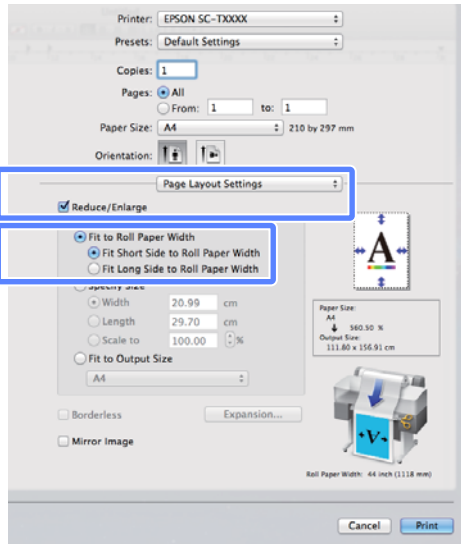 Printer: EPSON SC-TXXXX
Presets: Default Settings
Copies: 1
Pages: All
From: 1 to: 1
Paper Size: A4 210 by 297 mm
Orientation:
Page Layout Settings
Reduce/Enlarge
Fit to Roll Paper Width
Fit Short Side to Roll Paper Width
Fit Long Side to Roll Paper Width
Specify Size
Width 20.99 cm
Length 29.70 cm
Scale to 100.00 %
Fit to Output Size
A4
Borderless Expansion...
Mirror Image
A
Paper Size:
A4
560.50 %
Output Size:
111.80 x 156.91 cm
A
Roll Paper Width: 44 inch (1118 mm)
Cancel Print